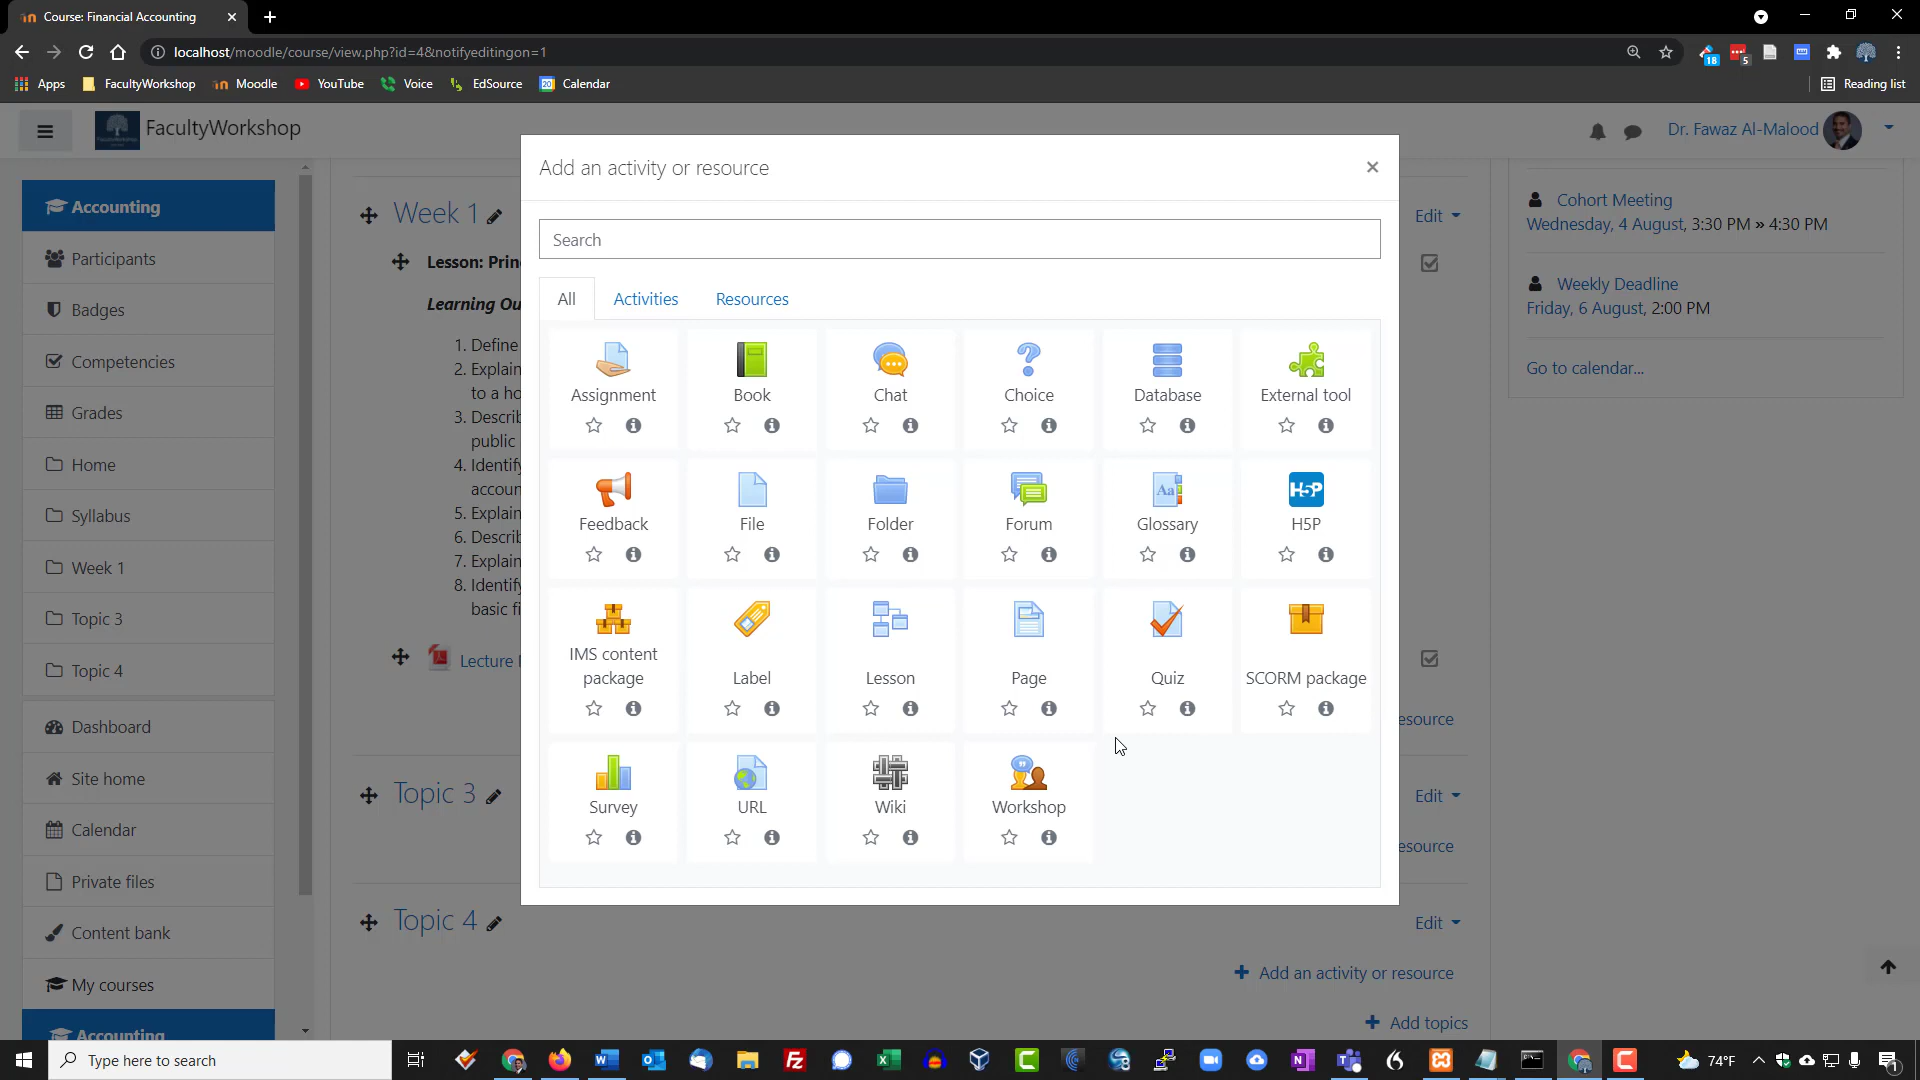 Course: Financial Accounting
localhost/moodle/course/view.php?id=4&notifyeditingon=1
18
5
Apps
FacultyWorkshop
Moodle
YouTube
Voice
EdSource
20
Calendar
Reading list
FacultyWorkshop
Dr. Fawaz Al-Malood
Add an activity or resource
Search
All
Activities
Resources
Assignment
Book
Chat
Choice
Database
External tool
Feedback
File
Folder
Forum
Aa
Glossary
H5P
H5P
IMS content
package
Label
Lesson
Page
Quiz
SCORM package
Survey
URL
Wiki
Workshop
Accounting
Participants
Badges
Competencies
Grades
Home
Syllabus
Week 1
Topic 3
Topic 4
Dashboard
Site home
Calendar
Private files
Content bank
My courses
Accounting
Week 1
Edit
Lesson: Prin
Learning Ou
1. Define
2. Explain
to a ho
3. Describ
public
4. Identify
accoun
5. Explain
6. Describ
7. Explain
8. Identify
basic fi
Lecture
esource
Topic 3
Edit
esource
Topic 4
Edit
Add an activity or resource
Add topics
Cohort Meeting
Wednesday, 4 August, 3:30 PM » 4:30 PM
Weekly Deadline
Friday, 6 August, 2:00 PM
Go to calendar...
Type here to search
74°F
1